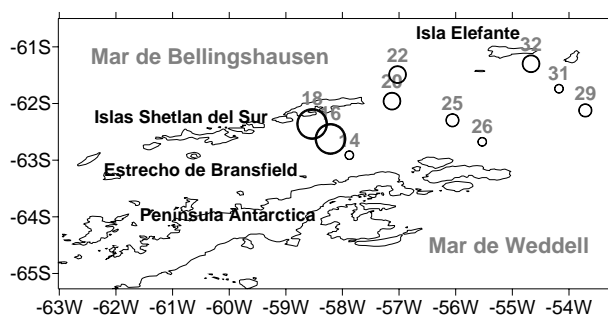 Isla Elefante
-61S
Mar de Bellingshausen
22
32
20
31
18
16
25
29
-62S
Islas Shetlan del Sur
14
26
-63S
Estrecho de Bransfield
-64S
Peninsula Antarctica
Mar de Weddell
-65S
-63W -62W -61W -60W -59W -58W -57W -56W -55W -54W